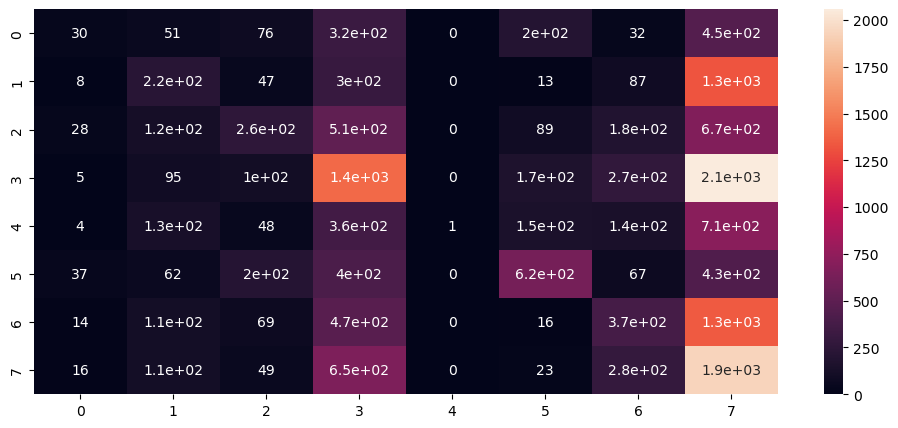 0 30 51 76 3.2e+02 0 2e+02 32 4.5e+02
1 8 2.2e+02 47 3e+02 0 13 87 1.3e+03
2 28 1.2e+02 2.6e+02 5.1e+02 0 89 1.8e+02 6.7e+02
3 5 95 1e+02 1.4e+03 0 1.7e+02 2.7e+02 2.1e+03
4 4 1.3e+02 48 3.6e+02 1 1.5e+02 1.4e+02 7.1e+02
5 37 62 2e+02 4e+02 0 6.2e+02 67 4.3e+02
6 14 1.1e+02 69 4.7e+02 0 16 3.7e+02 1.3e+03
7 16 1.1e+02 49 6.5e+02 0 23 2.8e+02 1.9e+03
0 1 2 3 4 5 6 7
2000
1750
1500
1250
1000
750
500
250
0